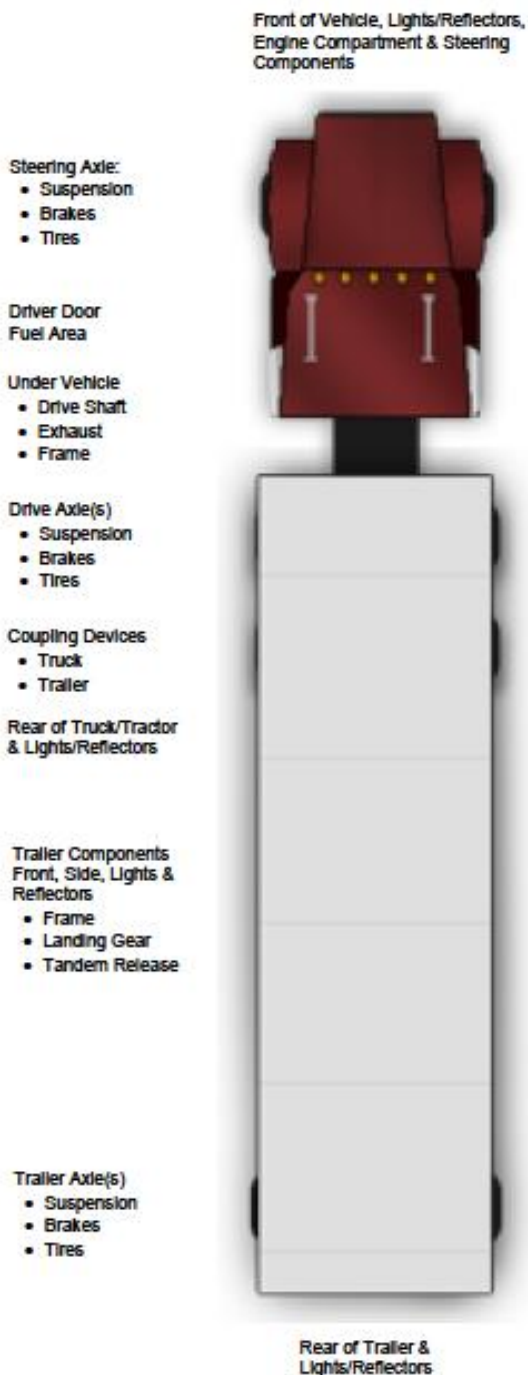 Front of Vehicle, Lights/Reflectors,
Engine Compartment & Steering
Components
Steering Axle:
• Suspension
• Brakes
• Tires
Driver Door
Fuel Area
Under Vehicle
• Drive Shaft
• Exhaust
• Frame
Drive Axle(s)
• Suspension
• Brakes
• Tires
Coupling Devices
• Truck
• Trailer
Rear of Truck/Tractor
& Lights/Reflectors
Trailer Components
Front, Side, Lights &
Reflectors
• Frame
• Landing Gear
• Tandem Release
Trailer Axle(s)
• Suspension
• Brakes
• Tires
Rear of Trailer &
Lights/Reflectors